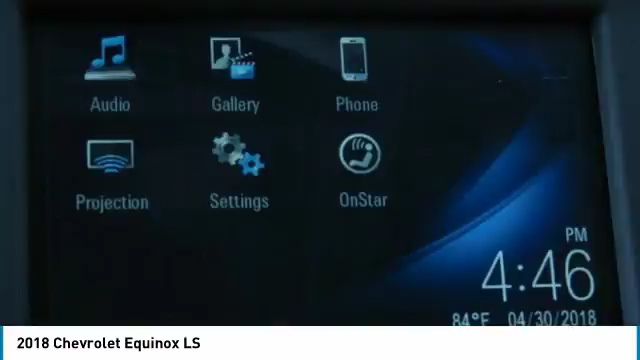 Audio Gallery Phone
Projection Settings OnStar
PM
4:46
84°F 04/30/2018
2018 Chevrolet Equinox LS